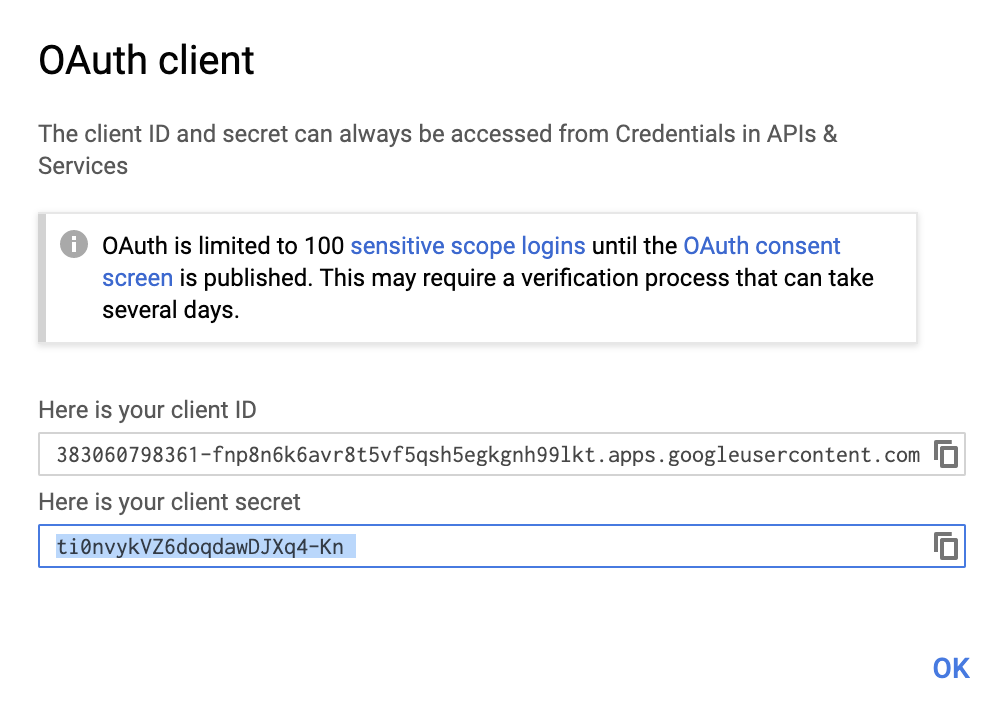 OAuth client
The client ID and secret can always be accessed from Credentials in APIs &
Services
OAuth is limited to 100 sensitive scope logins until the OAuth consent
screen is published. This may require a verification process that can take
several days.
Here is your client ID
383060798361-fnp8n6k6avr8t5vf5qsh5egkgnh99lkt.apps.googleusercontent.com
Here is your client secret
ti0nvykVZ6doqdawDJXq4-Kn
OK